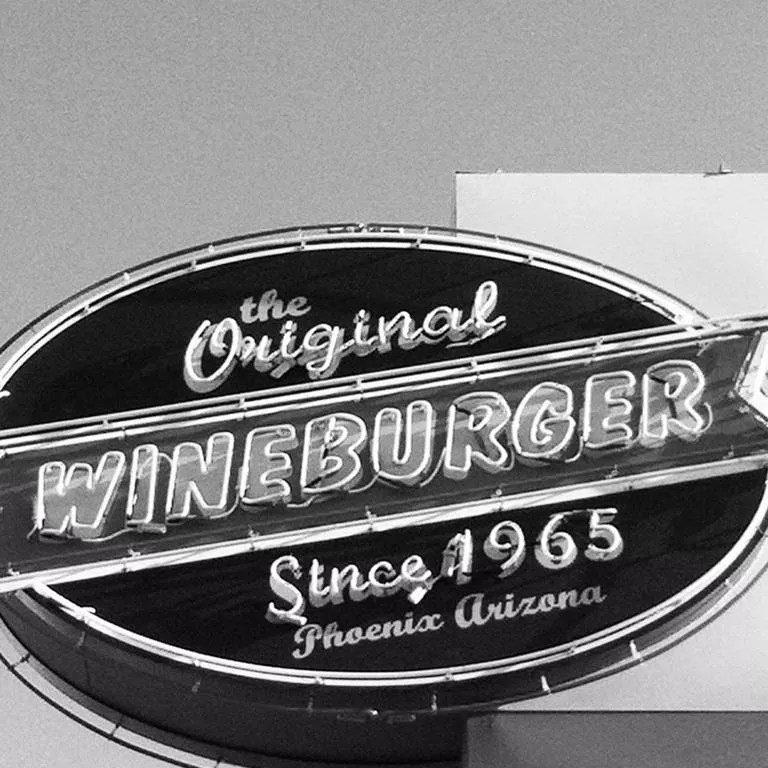 the
Original
WINEBURGER
Since 1965
Phoenix Arizona